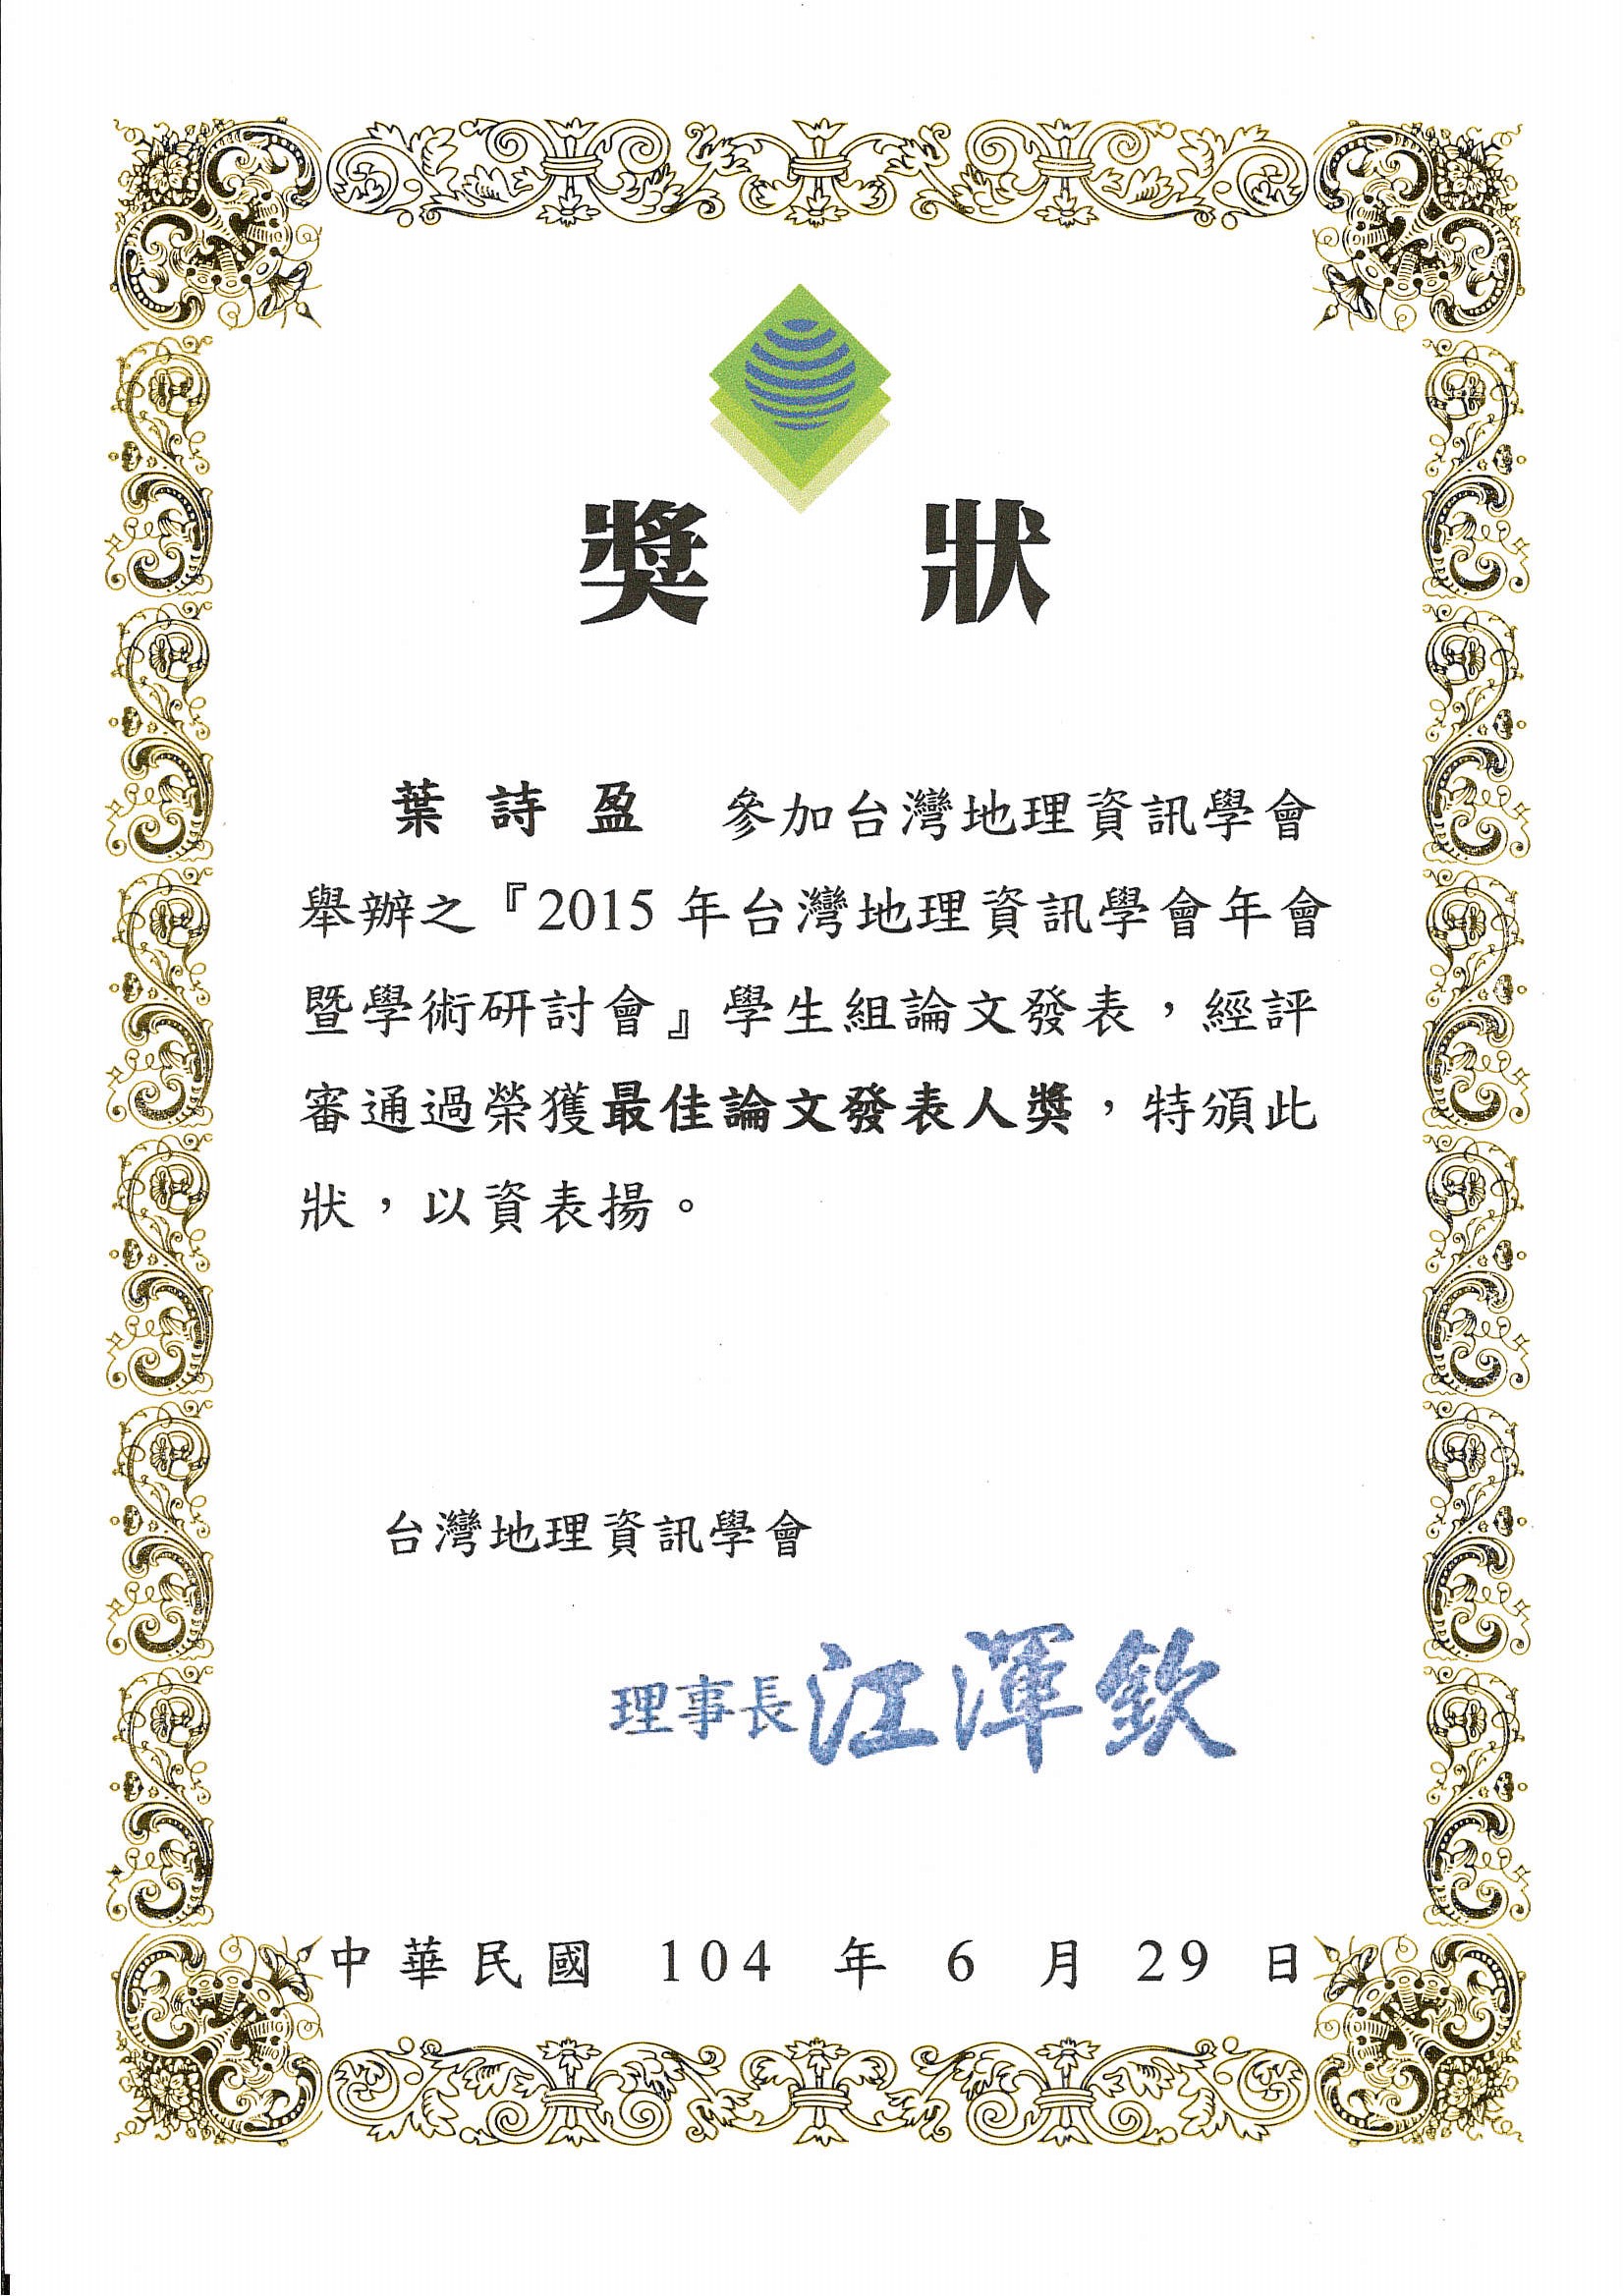 獎 狀
葉 詩 盈 參加台灣地理資訊學會
舉辦之『2015 年台灣地理資訊學會年會
暨學術研討會』學生組論文發表,經評
審通過榮獲最佳論文發表人獎,特頒此
狀,以資表揚。
台灣地理資訊學會
理事長江渾欽
中 華 民 國 104 年 6 月 29 日